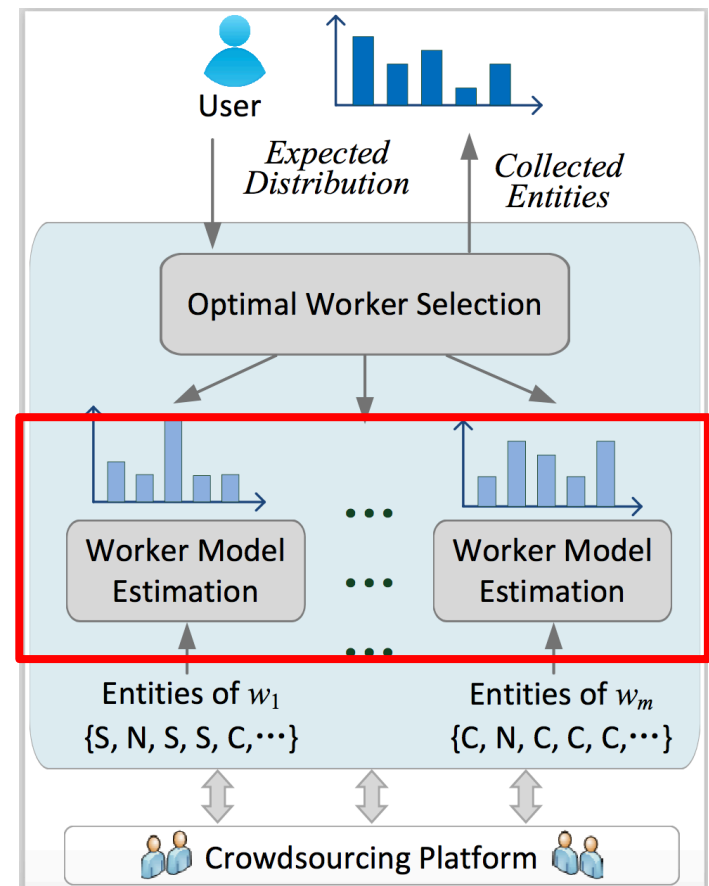 User
Expected
Distribution
Collected
Entities
Optimal Worker Selection
Worker Model
Estimation
Worker Model
Estimation
Entities of w1
{S, N, S, S, C,⋯}
Entities of wm
{C, N, C, C, C,⋯}
Crowdsourcing Platform